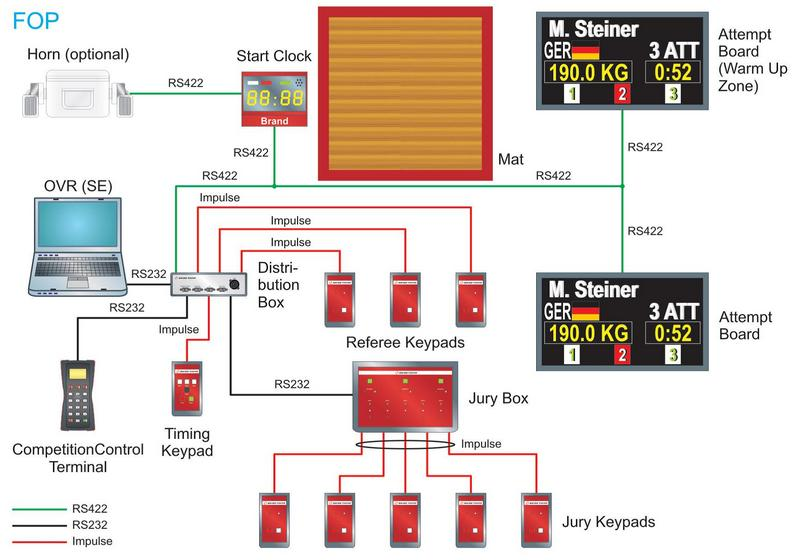 FOP
Horn (optional)
RS422
Start Clock
88:88
Brand
RS422
Mat
M. Steiner
GER 3 ATT
190.0 KG 0:52
1 2 3
Attempt
Board
(Warm Up
Zone)
RS422
RS422
RS422
RS422
OVR (SE)
RS232
RS232
Impulse
Impulse
Impulse
Distri-
bution
Box
Impulse
Referee Keypads
M. Steiner
GER 3 ATT
190.0 KG 0:52
1 2 3
Attempt
Board
CompetitionControl
Terminal
Timing
Keypad
RS232
Jury Box
Impulse
Jury Keypads
RS422
RS232
Impulse